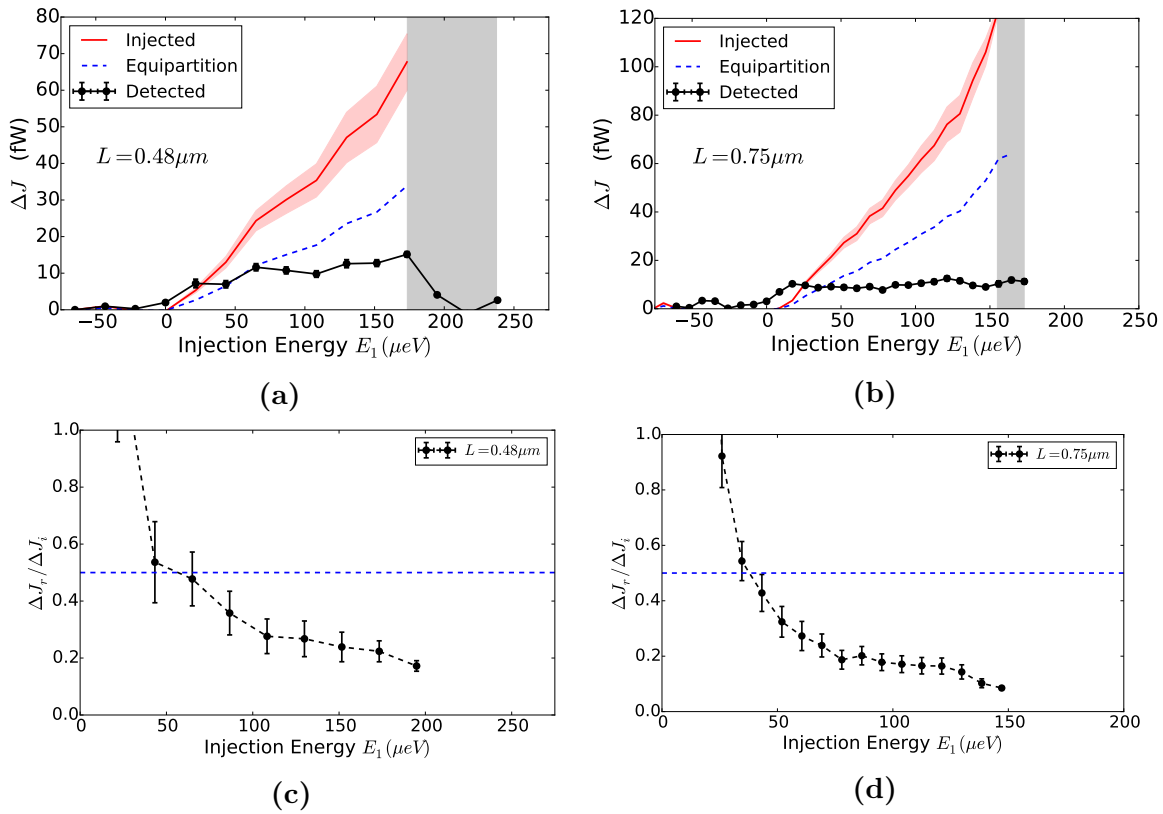 80
70
60
50
40
30
20
10
0
ΔJ (fW)
Injected
Equipartition
Detected
L=0.48μm
−50 0 50 100 150 200 250
Injection Energy E₁(μeV)
(a)
120
100
80
60
40
20
0
ΔJ (fW)
Injected
Equipartition
Detected
L=0.75μm
−50 0 50 100 150 200 250
Injection Energy E₁(μeV)
(b)
1.0
0.8
0.6
0.4
0.2
0.0
ΔJᵣ/ΔJᵢ
L=0.48μm
0 50 100 150 200 250
Injection Energy E₁(μeV)
(c)
1.0
0.8
0.6
0.4
0.2
0.0
ΔJᵣ/ΔJᵢ
L=0.75μm
0 50 100 150 200
Injection Energy E₁(μeV)
(d)